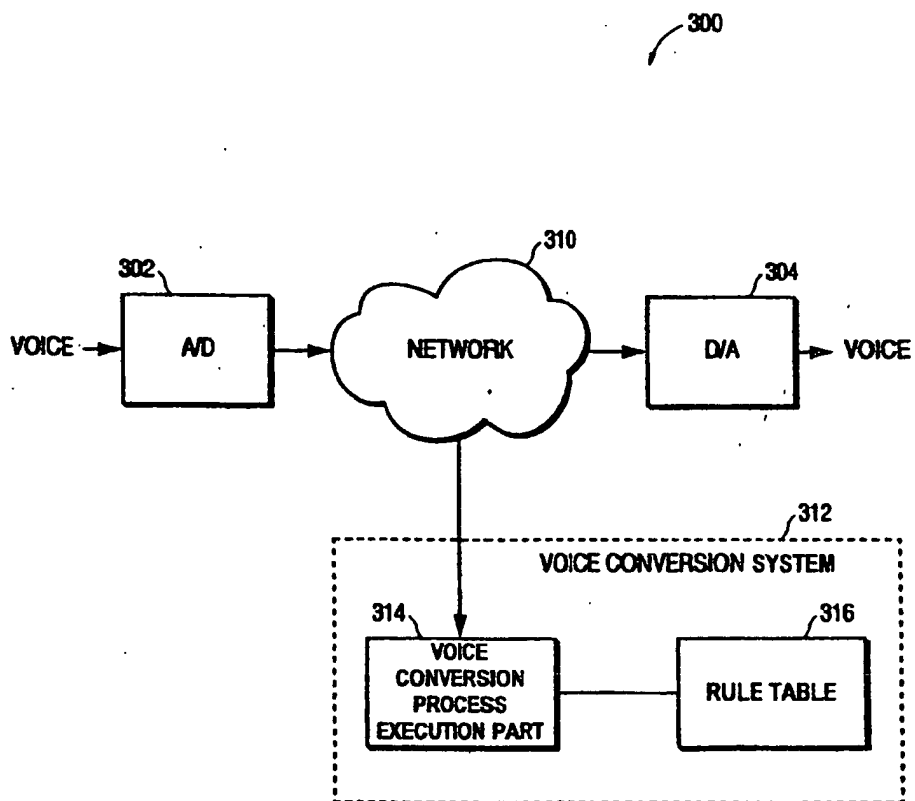 300
310
302
304
VOICE
A/D
NETWORK
D/A
VOICE
312
VOICE CONVERSION SYSTEM
314
316
VOICE
CONVERSION
PROCESS
EXECUTION PART
RULE TABLE